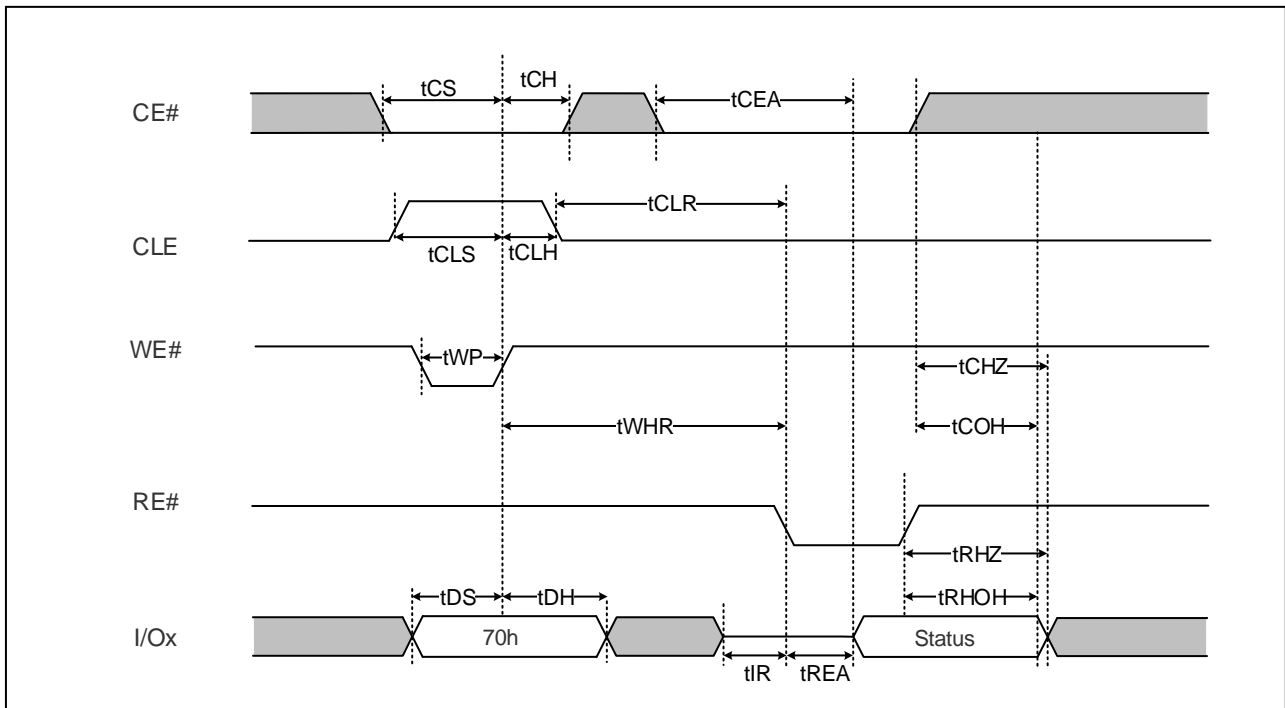 tCS
tCH
tCEA
CE#
tCLR
CLE
tCLS
tCLH
WE#
tWP
tCHZ
tWHR
tCOH
RE#
tRHZ
tDS
tDH
tRHOH
I/Ox
70h
Status
tIR
tREA